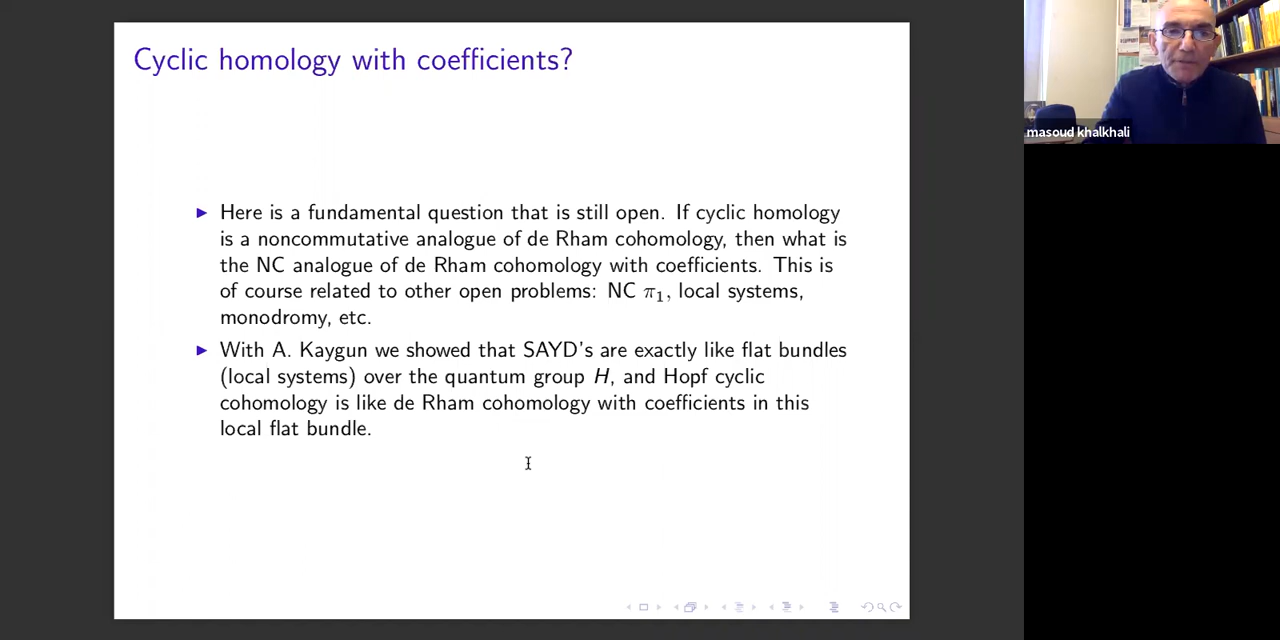 Cyclic homology with coefficients?
Here is a fundamental question that is still open. If cyclic homology
is a noncommutative analogue of de Rham cohomology, then what is
the NC analogue of de Rham cohomology with coefficients. This is
of course related to other open problems: NC π₁, local systems,
monodromy, etc.
With A. Kaygun we showed that SAYD's are exactly like flat bundles
(local systems) over the quantum group H, and Hopf cyclic
cohomology is like de Rham cohomology with coefficients in this
local flat bundle.
masoud khalkhali